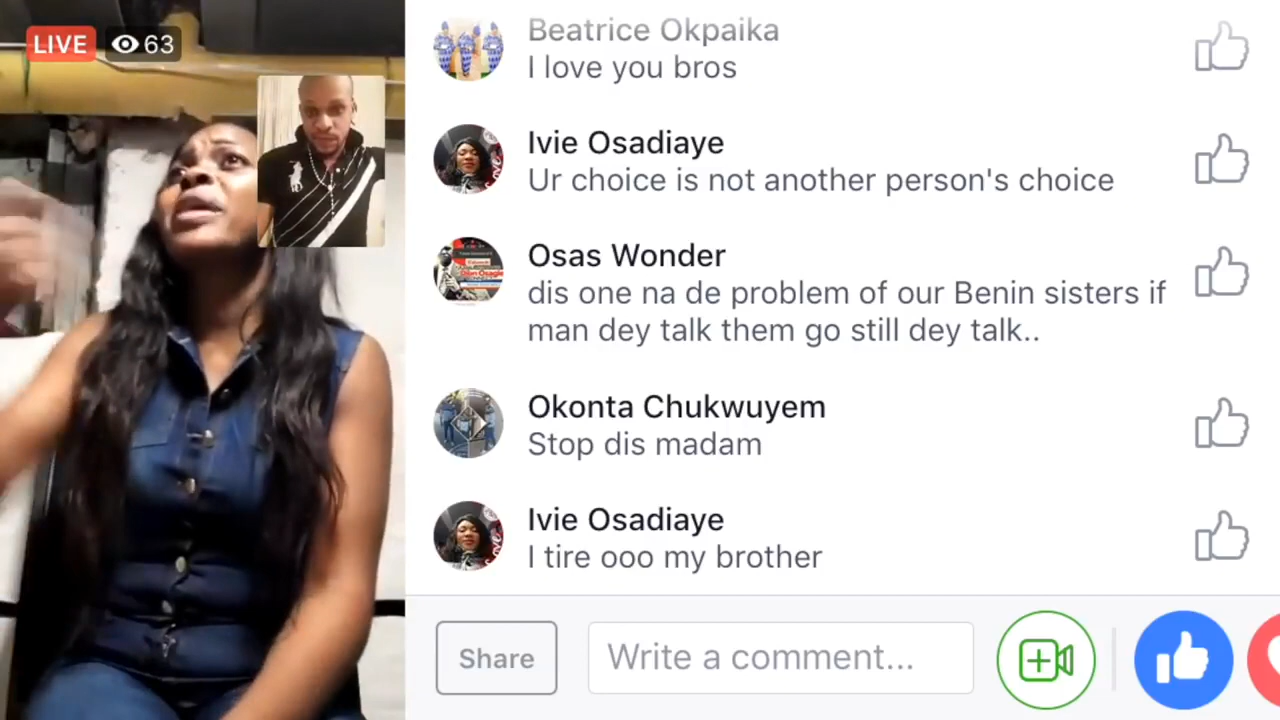 LIVE
63
Beatrice Okpaika
I love you bros
Ivie Osadiaye
Ur choice is not another person's choice
Osas Wonder
dis one na de problem of our Benin sisters if
man dey talk them go still dey talk..
Okonta Chukwuyem
Stop dis madam
Ivie Osadiaye
I tire ooo my brother
Share
Write a comment...